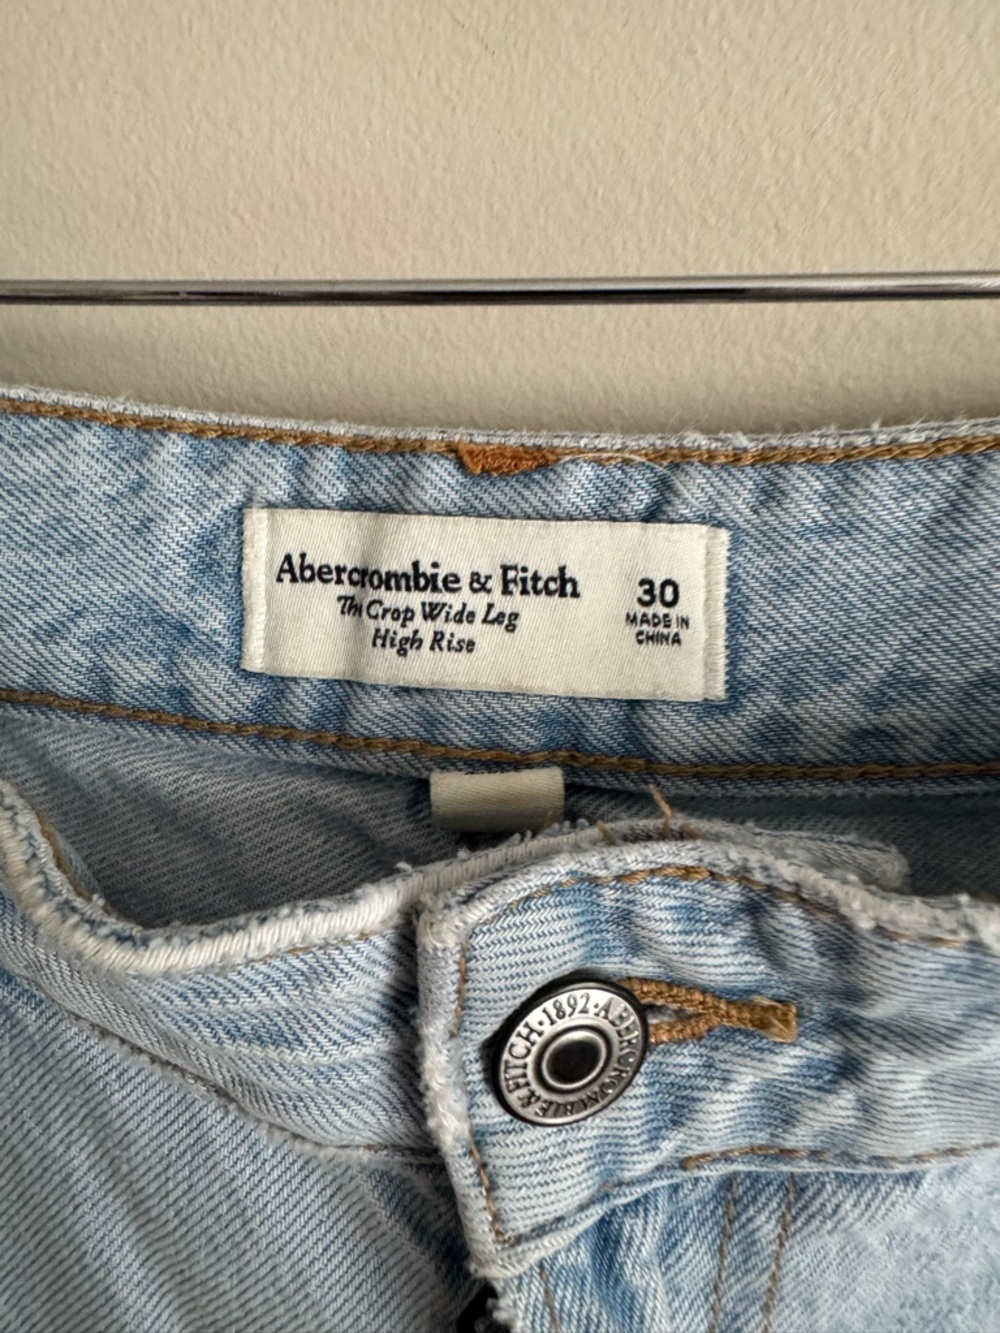 Abercrombie & Fitch
The Crop Wide Leg
High Rise
30
MADE IN
CHINA
ABERCROMBIE & FITCH · 1892 ·